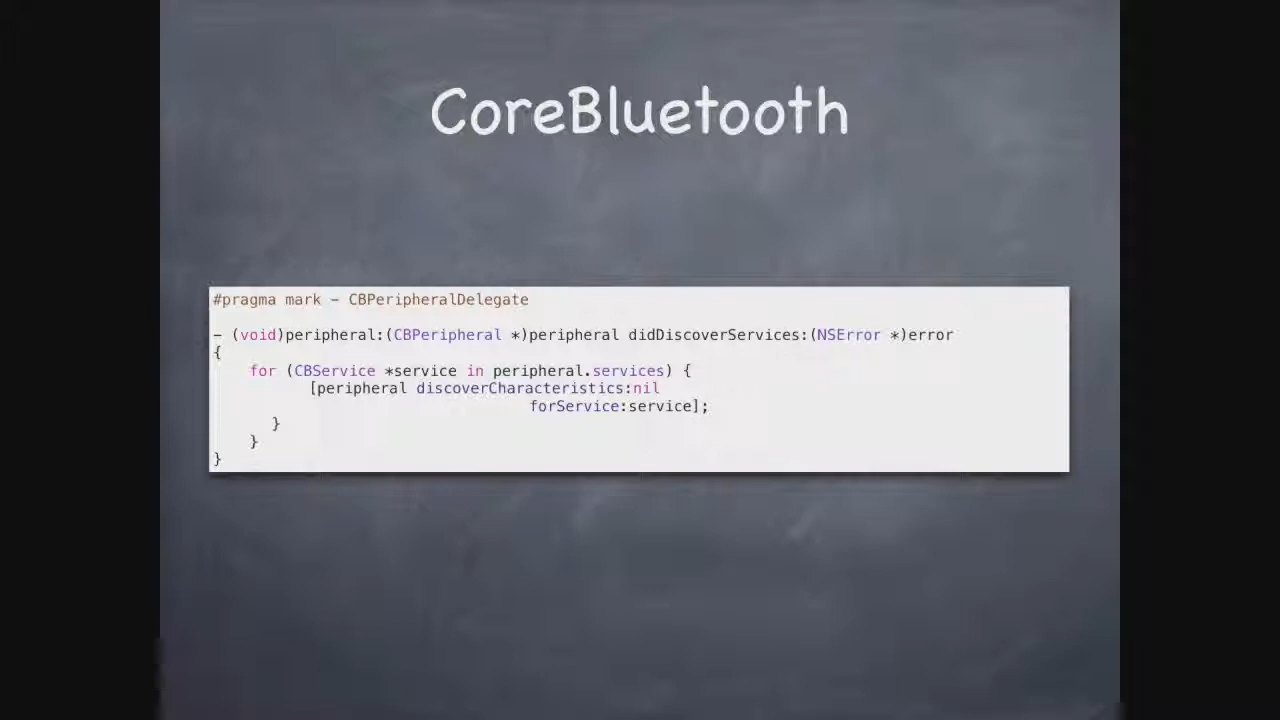 CoreBluetooth
#pragma mark - CBPeripheralDelegate
- (void)peripheral:(CBPeripheral *)peripheral didDiscoverServices:(NSError *)error
{
    for (CBService *service in peripheral.services) {
          [peripheral discoverCharacteristics:nil
                                   forService:service];
      }
    }
}